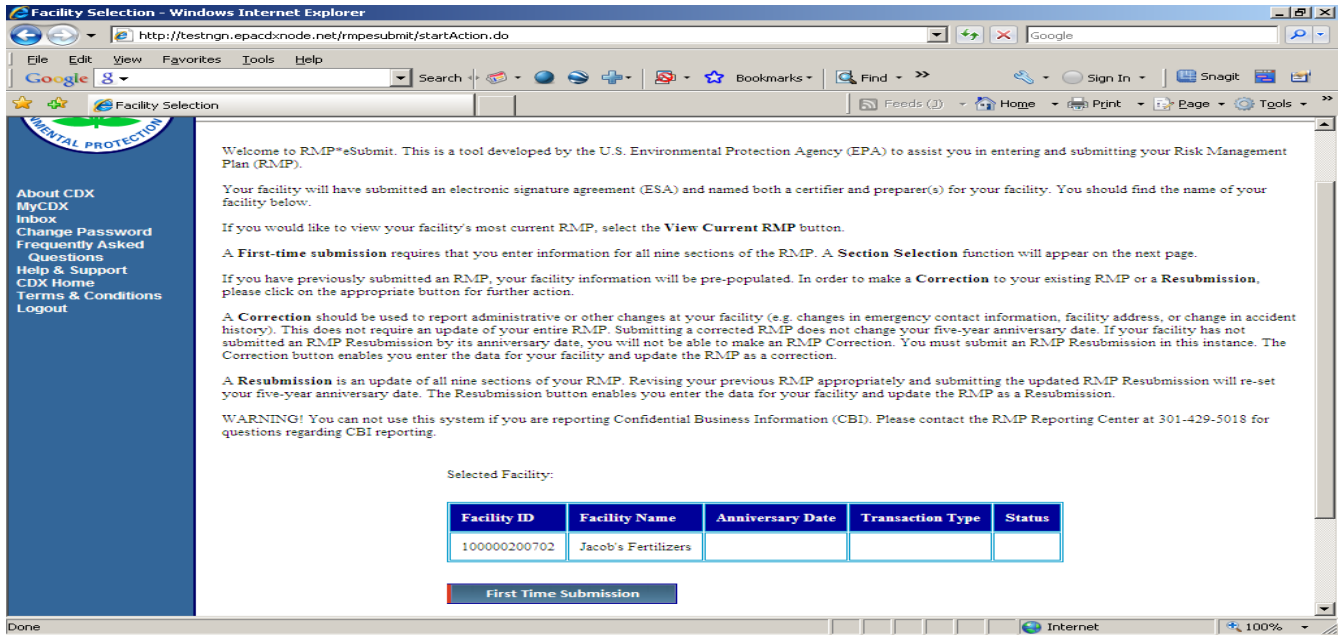 Facility Selection - Windows Internet Explorer
http://testngn.epacdxnode.net/rmpesubmit/startAction.do
Google
File Edit View Favorites Tools Help
Google
Search
Bookmarks
Find
Sign In
Snagit
Facility Selection
Feeds (J)
Home
Print
Page
Tools
MENTAL PROTECTIO
About CDX
MyCDX
Inbox
Change Password
Frequently Asked
Questions
Help & Support
CDX Home
Terms & Conditions
Logout
Welcome to RMP*eSubmit. This is a tool developed by the U.S. Environmental Protection Agency (EPA) to assist you in entering and submitting your Risk Management
Plan (RMP).
Your facility will have submitted an electronic signature agreement (ESA) and named both a certifier and preparer(s) for your facility. You should find the name of your
facility below.
If you would like to view your facility's most current RMP, select the View Current RMP button.
A First-time submission requires that you enter information for all nine sections of the RMP. A Section Selection function will appear on the next page.
If you have previously submitted an RMP, your facility information will be pre-populated. In order to make a Correction to your existing RMP or a Resubmission,
please click on the appropriate button for further action.
A Correction should be used to report administrative or other changes at your facility (e.g. changes in emergency contact information, facility address, or change in accident
history). This does not require an update of your entire RMP. Submitting a corrected RMP does not change your five-year anniversary date. If your facility has not
submitted an RMP Resubmission by its anniversary date, you will not be able to make an RMP Correction. You must submit an RMP Resubmission in this instance. The
Correction button enables you enter the data for your facility and update the RMP as a correction.
A Resubmission is an update of all nine sections of your RMP. Revising your previous RMP appropriately and submitting the updated RMP Resubmission will re-set
your five-year anniversary date. The Resubmission button enables you enter the data for your facility and update the RMP as a Resubmission.
WARNING! You can not use this system if you are reporting Confidential Business Information (CBI). Please contact the RMP Reporting Center at 301-429-5018 for
questions regarding CBI reporting.
Selected Facility:
Facility ID Facility Name Anniversary Date Transaction Type Status
100000200702 Jacob's Fertilizers
First Time Submission
Done
Internet
100%